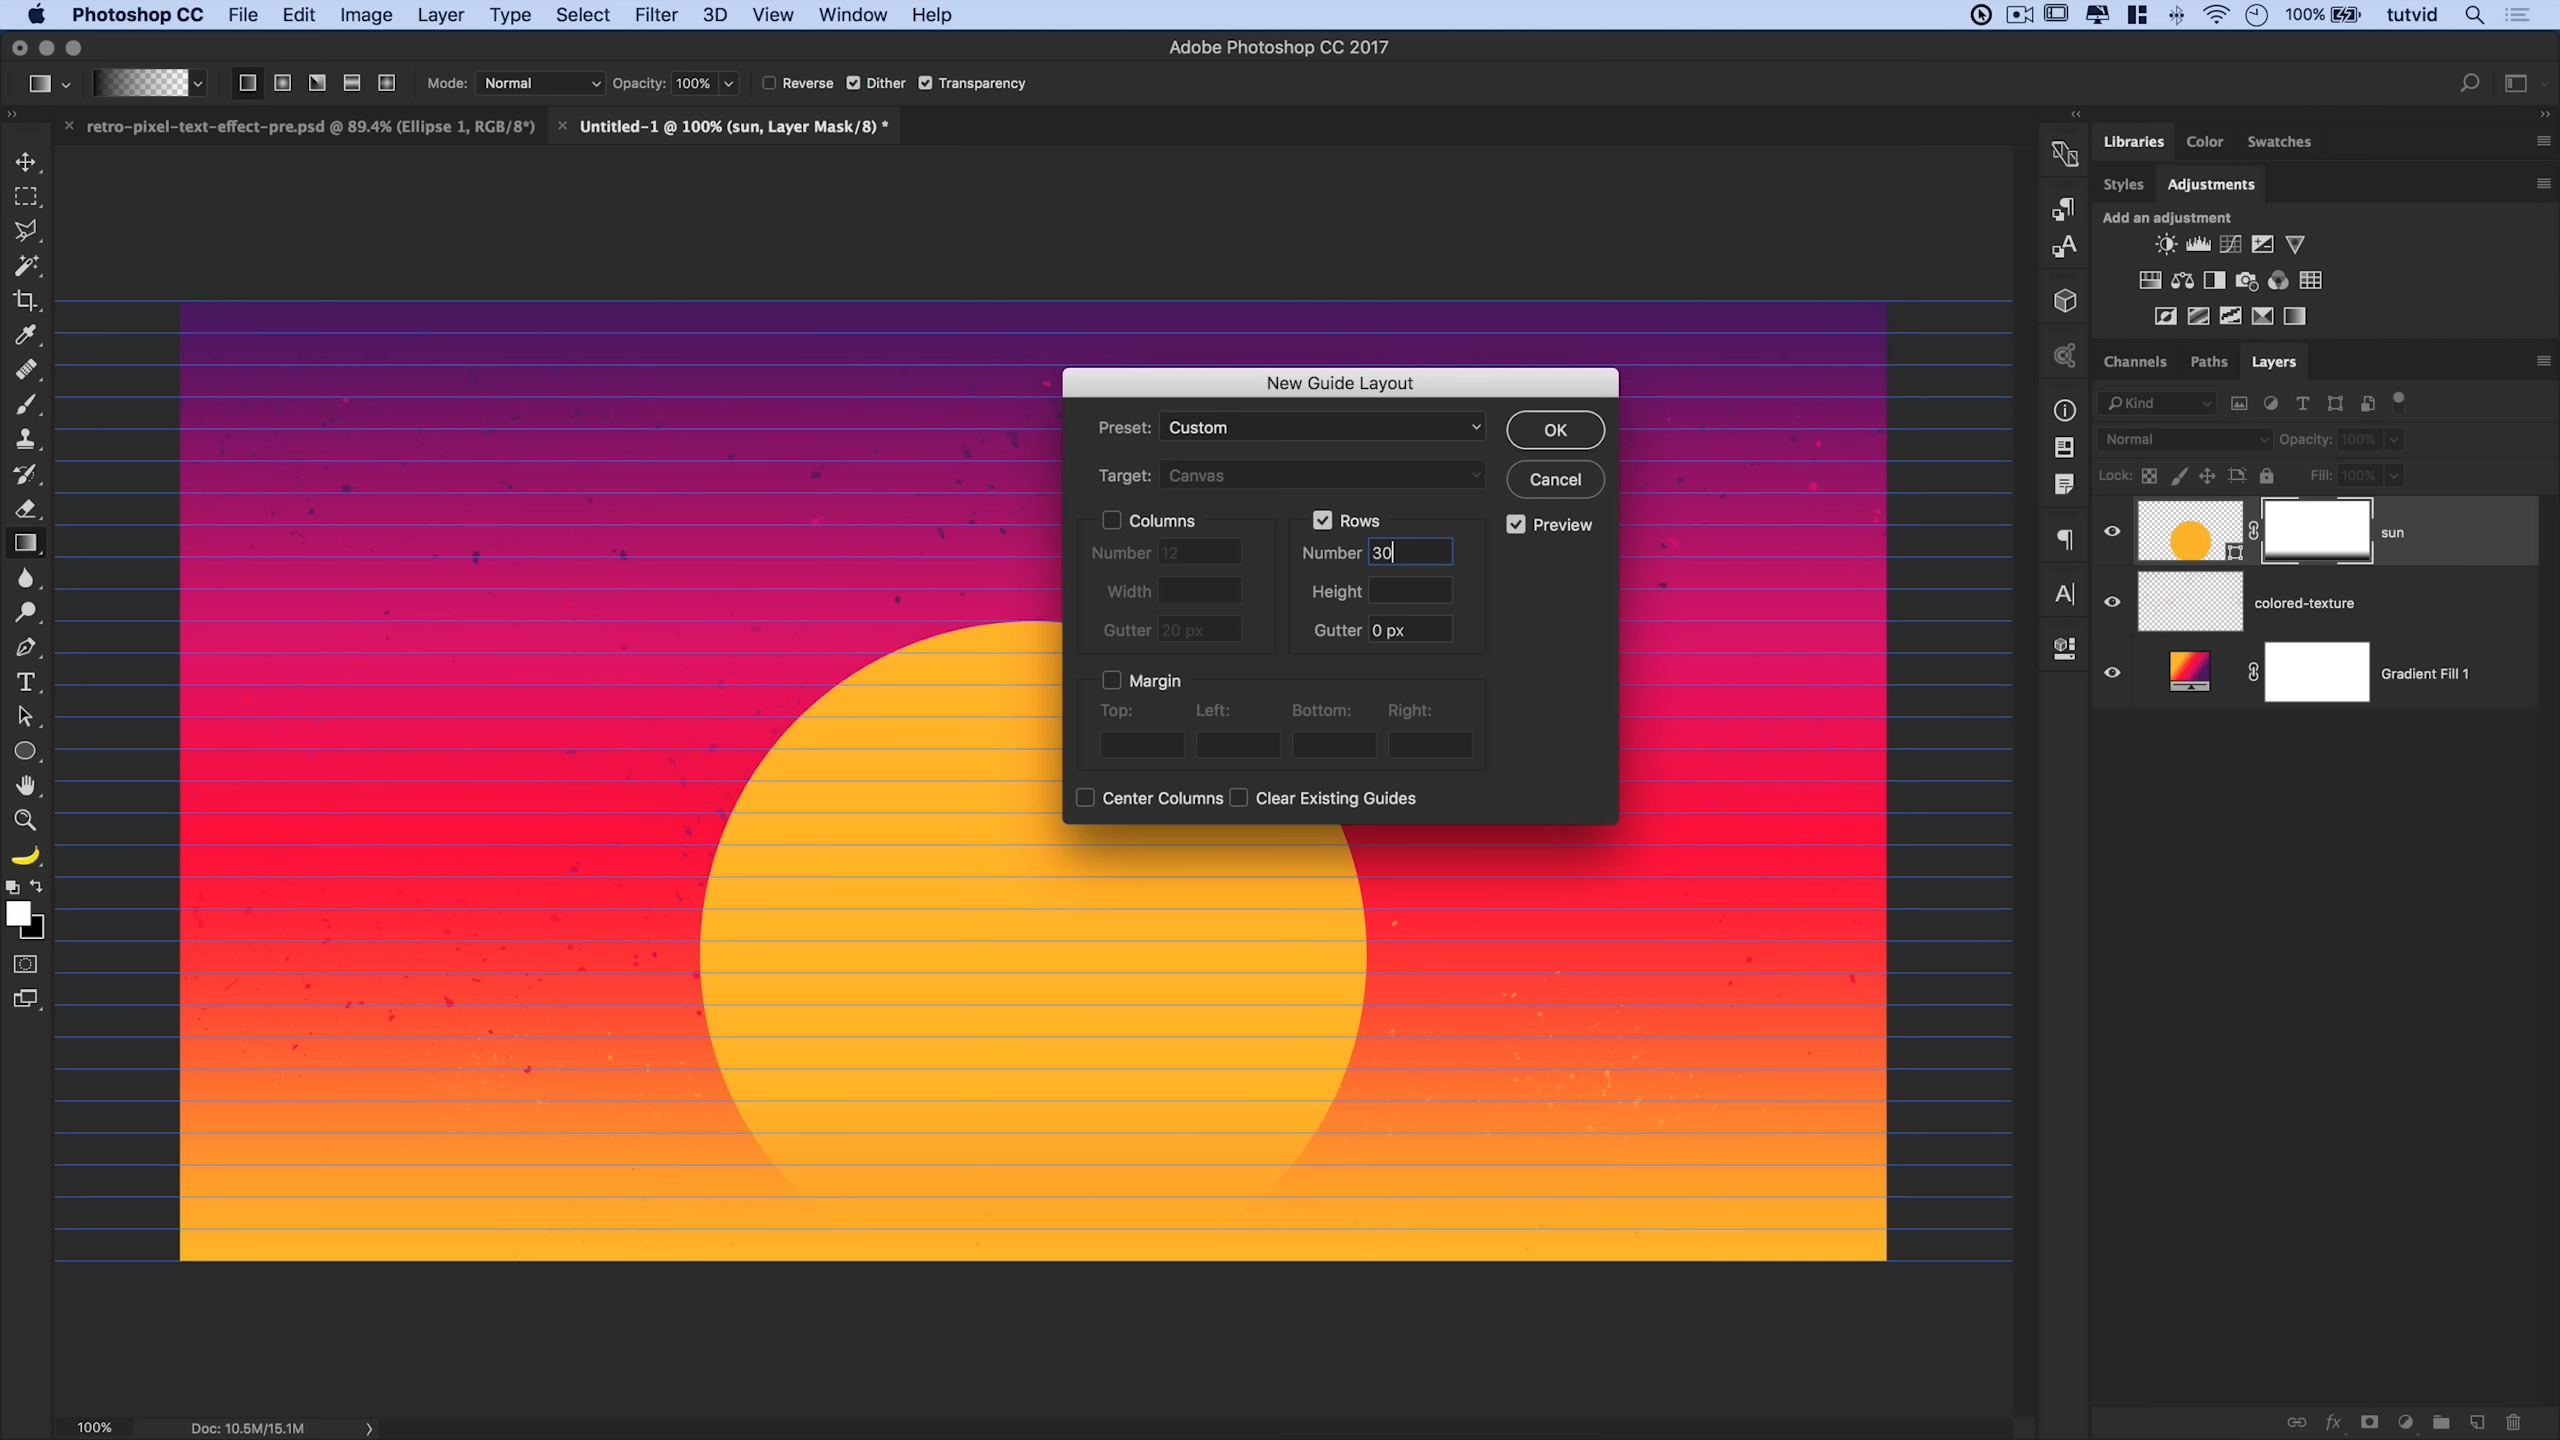 Photoshop CC File Edit Image Layer Type Select Filter 3D View Window Help 100% tutvid
Adobe Photoshop CC 2017
Mode: Normal Opacity: 100% Reverse Dither Transparency
retro-pixel-text-effect-pre.psd @ 89.4% (Ellipse 1, RGB/8*) Untitled-1 @ 100% (sun, Layer Mask/8) *
Libraries Color Swatches
Styles Adjustments
Add an adjustment
Channels Paths Layers
Kind
Normal Opacity: 100%
Lock: Fill: 100%
sun
colored-texture
Gradient Fill 1
New Guide Layout
Preset: Custom OK
Target: Canvas Cancel
Columns Rows Preview
Number 12 Number 30
Width Height
Gutter 20 px Gutter 0 px
Margin
Top: Left: Bottom: Right:
Center Columns Clear Existing Guides
100% Doc: 10.5M/15.1M